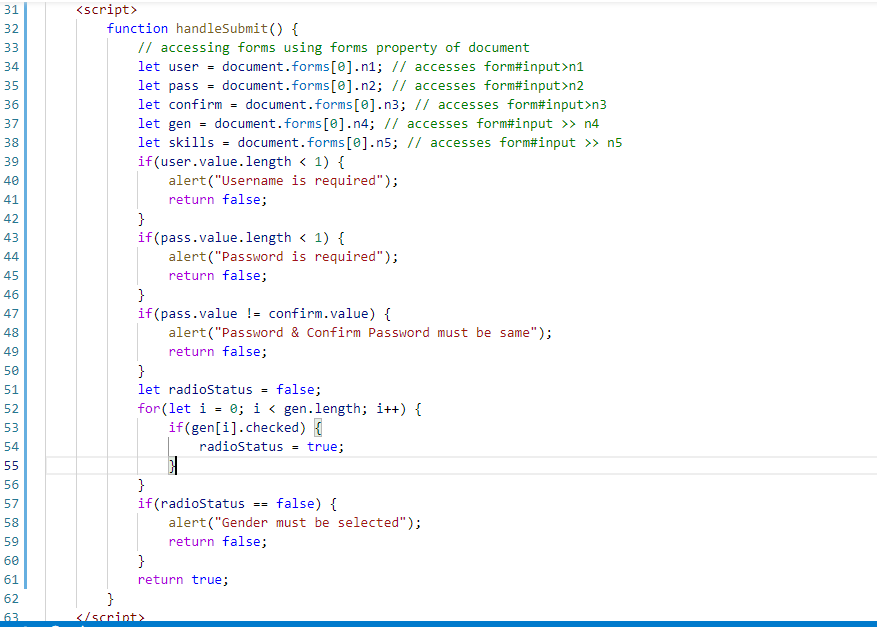 31 <script>
32 function handleSubmit() {
33 // accessing forms using forms property of document
34 let user = document.forms[0].n1; // accesses form#input>n1
35 let pass = document.forms[0].n2; // accesses form#input>n2
36 let confirm = document.forms[0].n3; // accesses form#input>n3
37 let gen = document.forms[0].n4; // accesses form#input >> n4
38 let skills = document.forms[0].n5; // accesses form#input >> n5
39 if(user.value.length < 1) {
40 alert("Username is required");
41 return false;
42 }
43 if(pass.value.length < 1) {
44 alert("Password is required");
45 return false;
46 }
47 if(pass.value != confirm.value) {
48 alert("Password & Confirm Password must be same");
49 return false;
50 }
51 let radioStatus = false;
52 for(let i = 0; i < gen.length; i++) {
53 if(gen[i].checked) {
54 radioStatus = true;
55 }
56 }
57 if(radioStatus == false) {
58 alert("Gender must be selected");
59 return false;
60 }
61 return true;
62 }
63 </script>